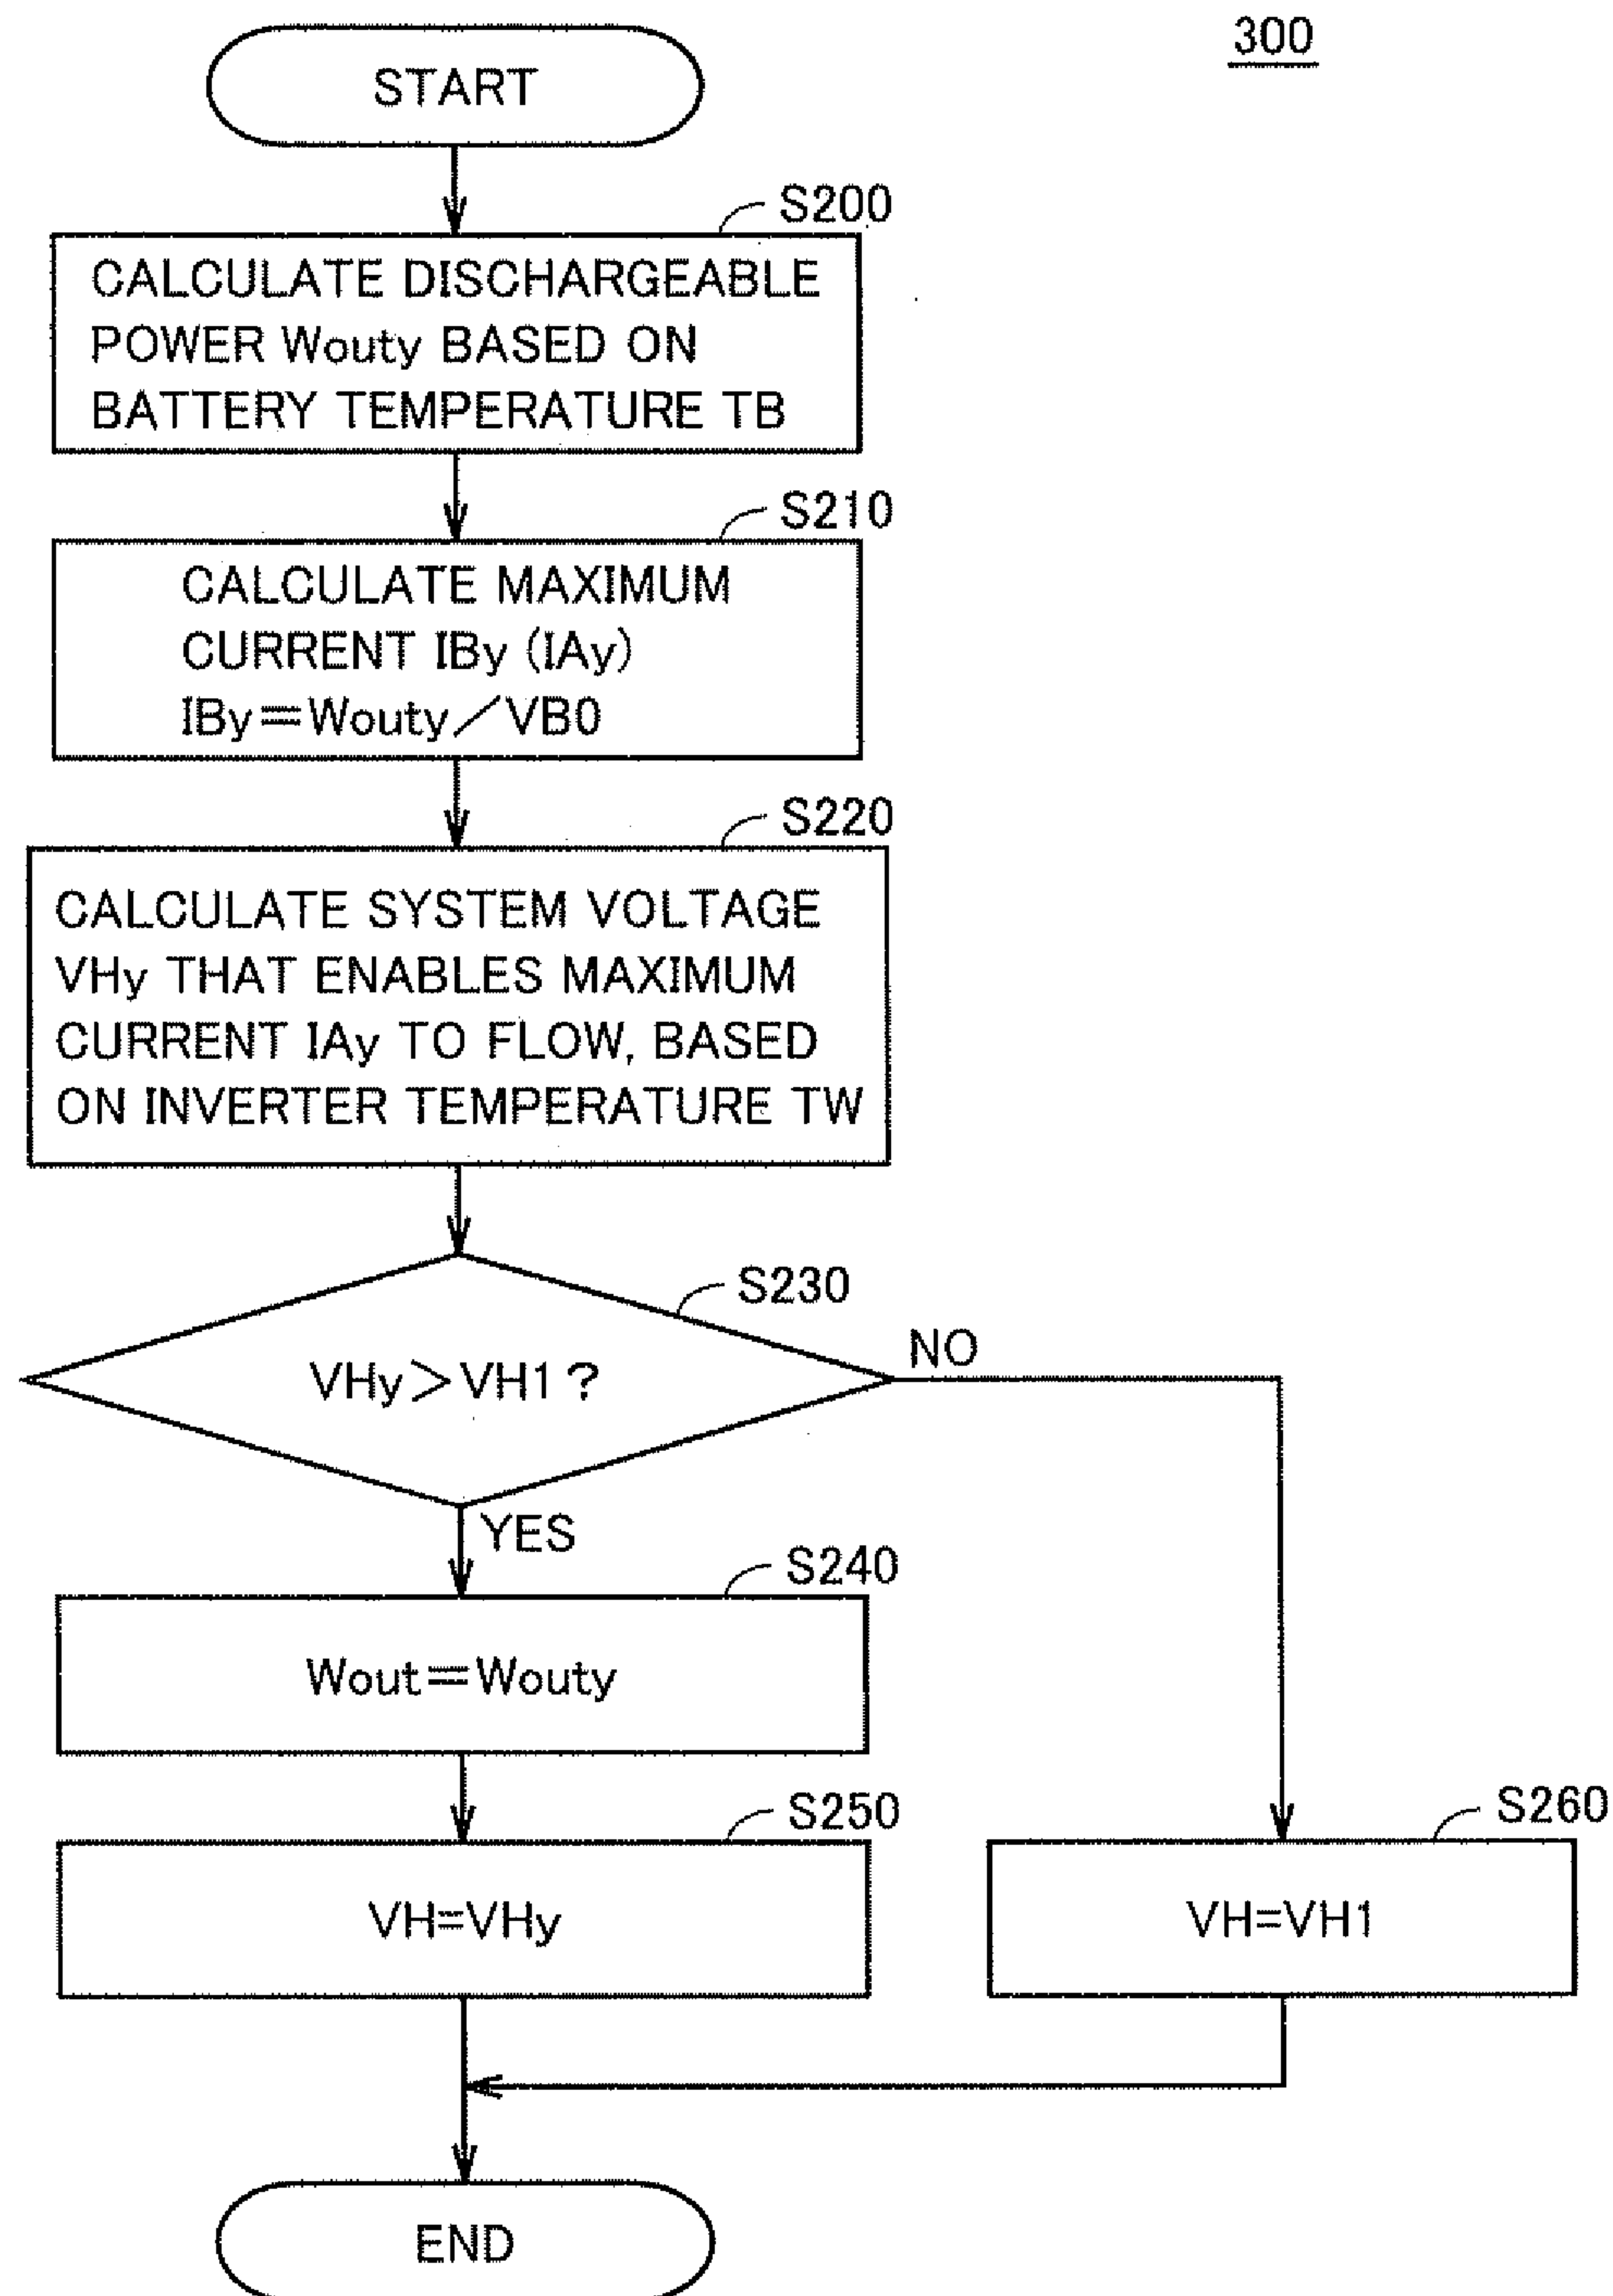 300
START
S200
CALCULATE DISCHARGEABLE
POWER Wouty BASED ON
BATTERY TEMPERATURE TB
S210
CALCULATE MAXIMUM
CURRENT IBy (IAy)
IBy=Wouty/VB0
S220
CALCULATE SYSTEM VOLTAGE
VHy THAT ENABLES MAXIMUM
CURRENT IAy TO FLOW, BASED
ON INVERTER TEMPERATURE TW
S230
VHy>VH1?
NO
YES
S240
Wout=Wouty
S250
VH=VHy
S260
VH=VH1
END